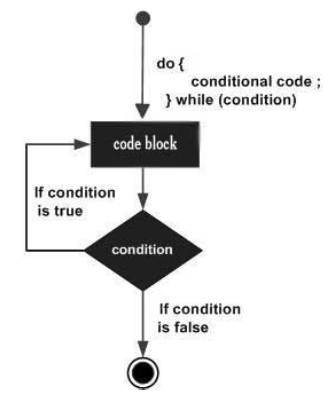 do {
conditional code ;
} while (condition)
code block
If condition
is true
condition
If condition
is false